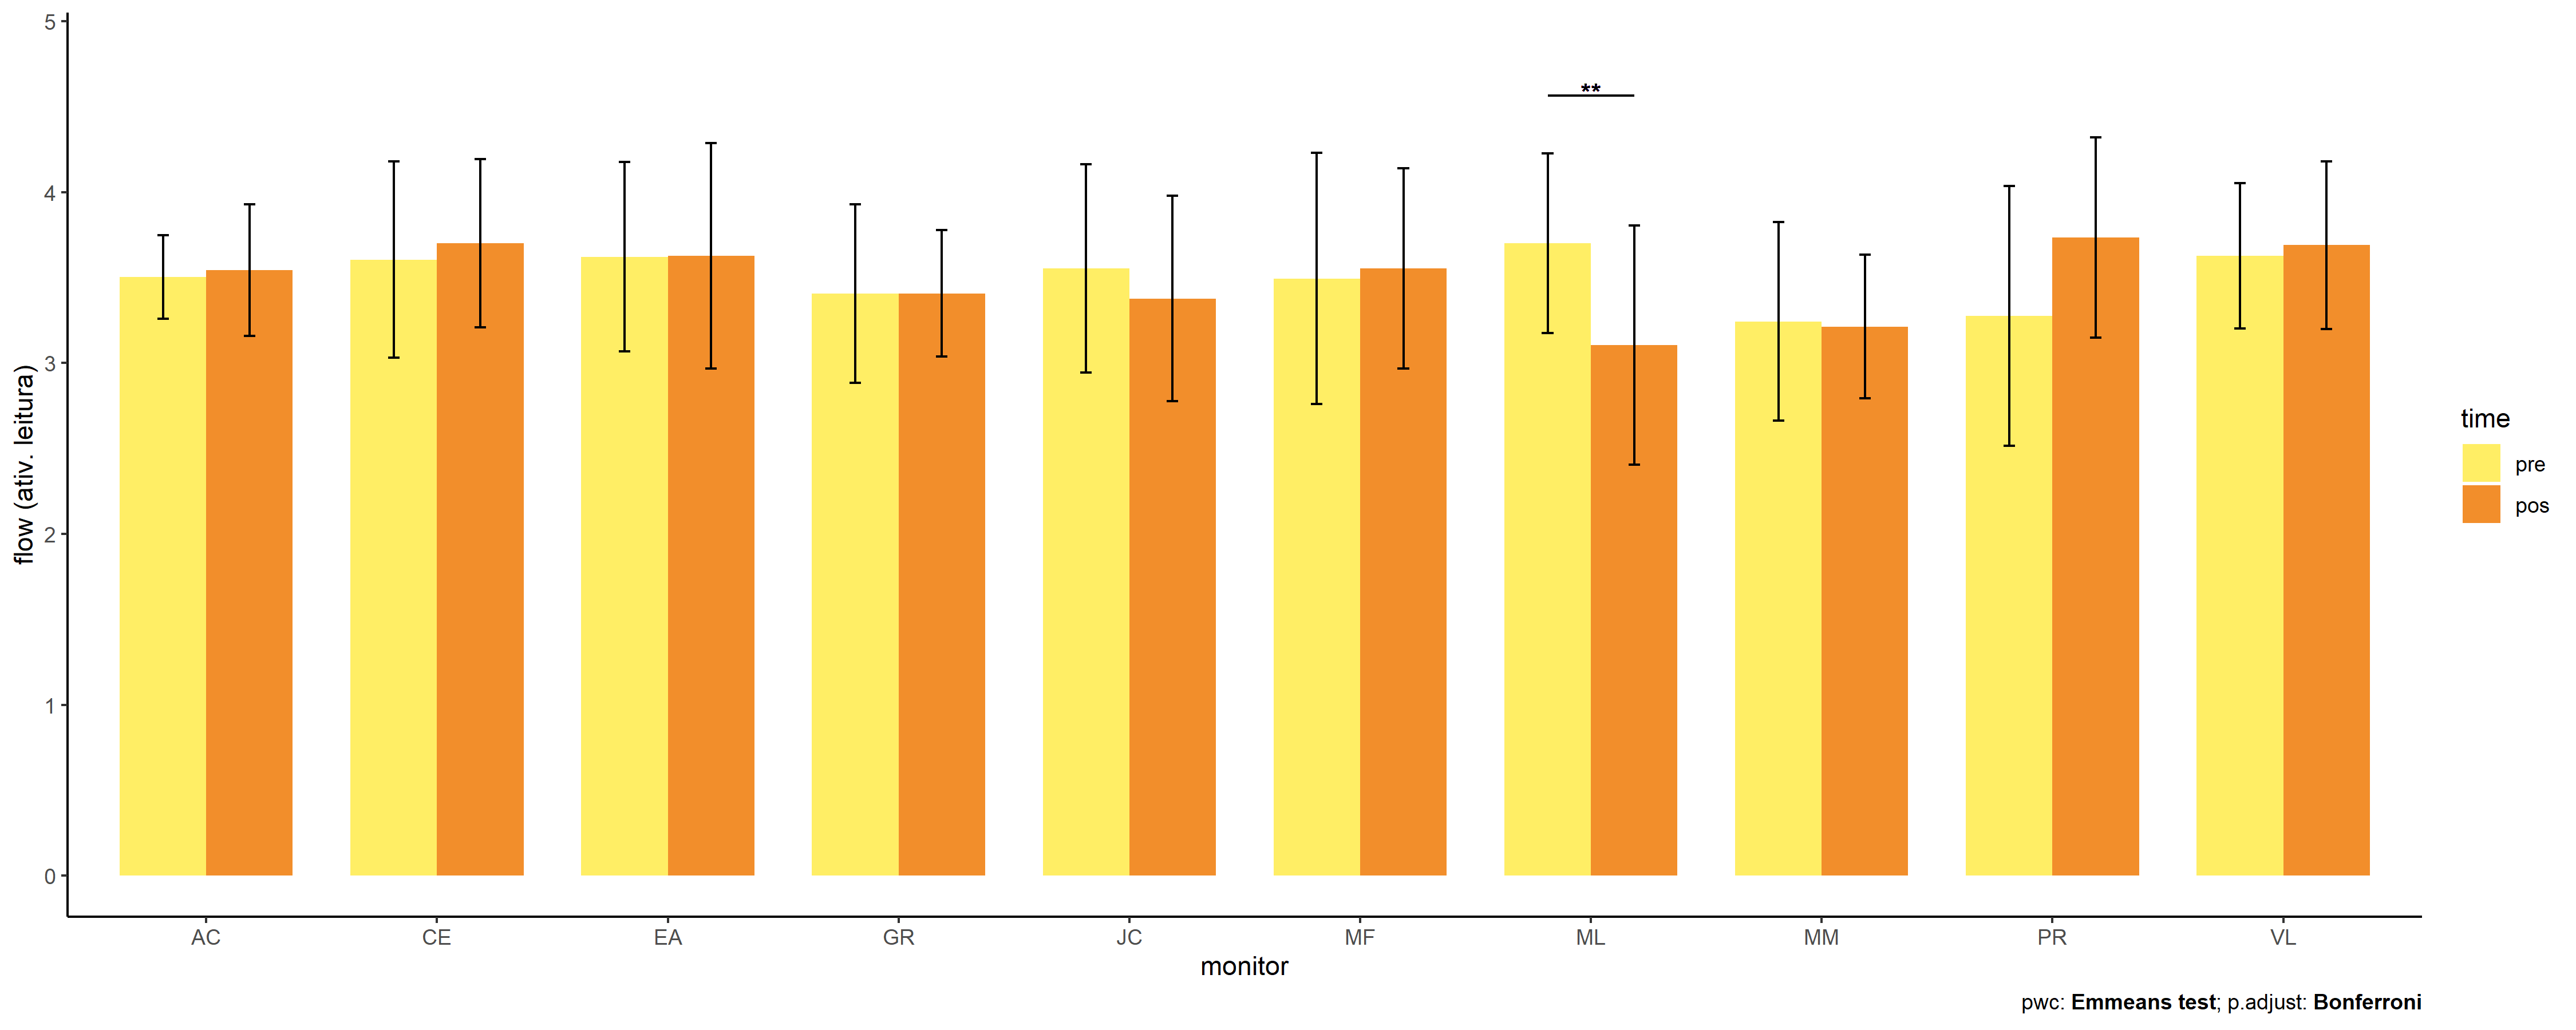 5
4
3
2
1
0
flow (ativ. leitura)
**
AC CE EA GR JC MF ML MM PR VL
monitor
time
pre
pos
pwc: Emmeans test; p.adjust: Bonferroni